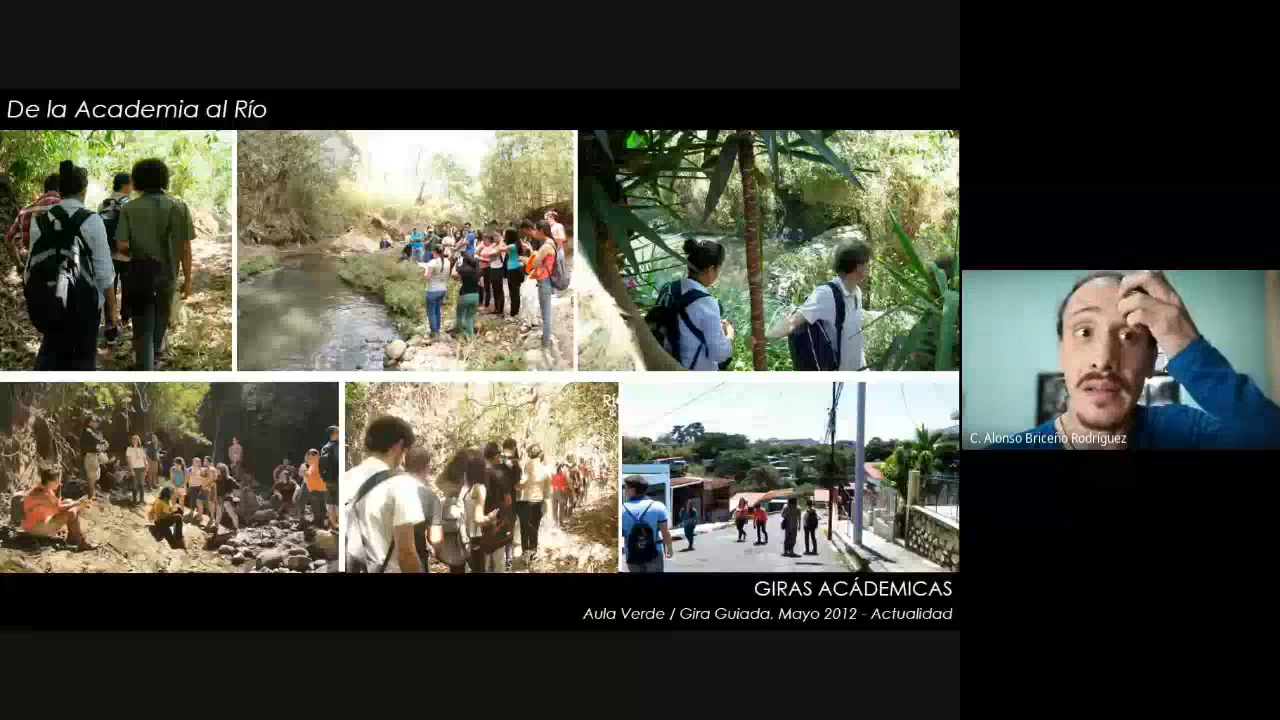 De la Academia al Río
GIRAS ACÁDEMICAS
Aula Verde / Gira Guiada. Mayo 2012 - Actualidad
C. Alonso Briceño Rodríguez